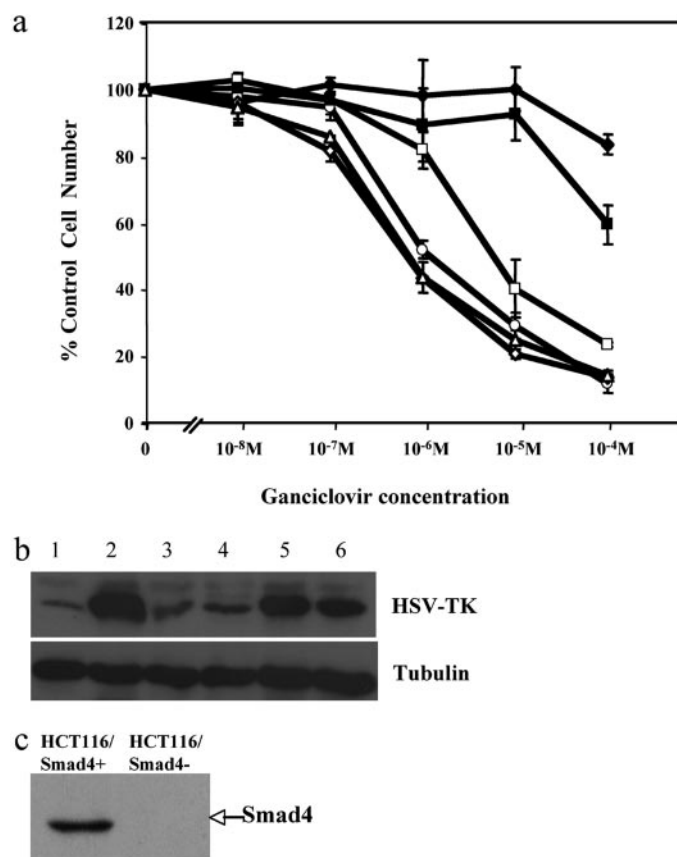 a
120
100
80
60
40
20
0
% Control Cell Number
0 10⁻⁸M 10⁻⁷M 10⁻⁶M 10⁻⁵M 10⁻⁴M
Ganciclovir concentration
b
1 2 3 4 5 6
HSV-TK
Tubulin
c
HCT116/ HCT116/
Smad4+ Smad4-
Smad4